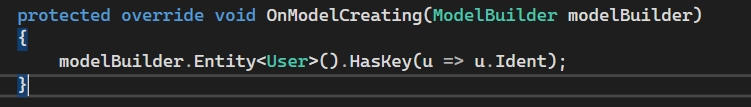 protected override void OnModelCreating(ModelBuilder modelBuilder)
{
    modelBuilder.Entity<User>().HasKey(u => u.Ident);
}